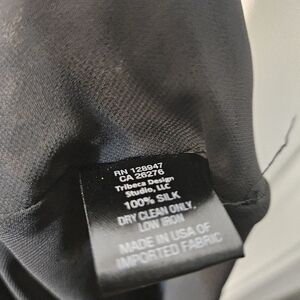 RN 128947
CA 26276
Tribeca Design
Studio, LLC
100% SILK
DRY CLEAN ONLY,
LOW IRON
MADE IN USA OF
IMPORTED FABRIC